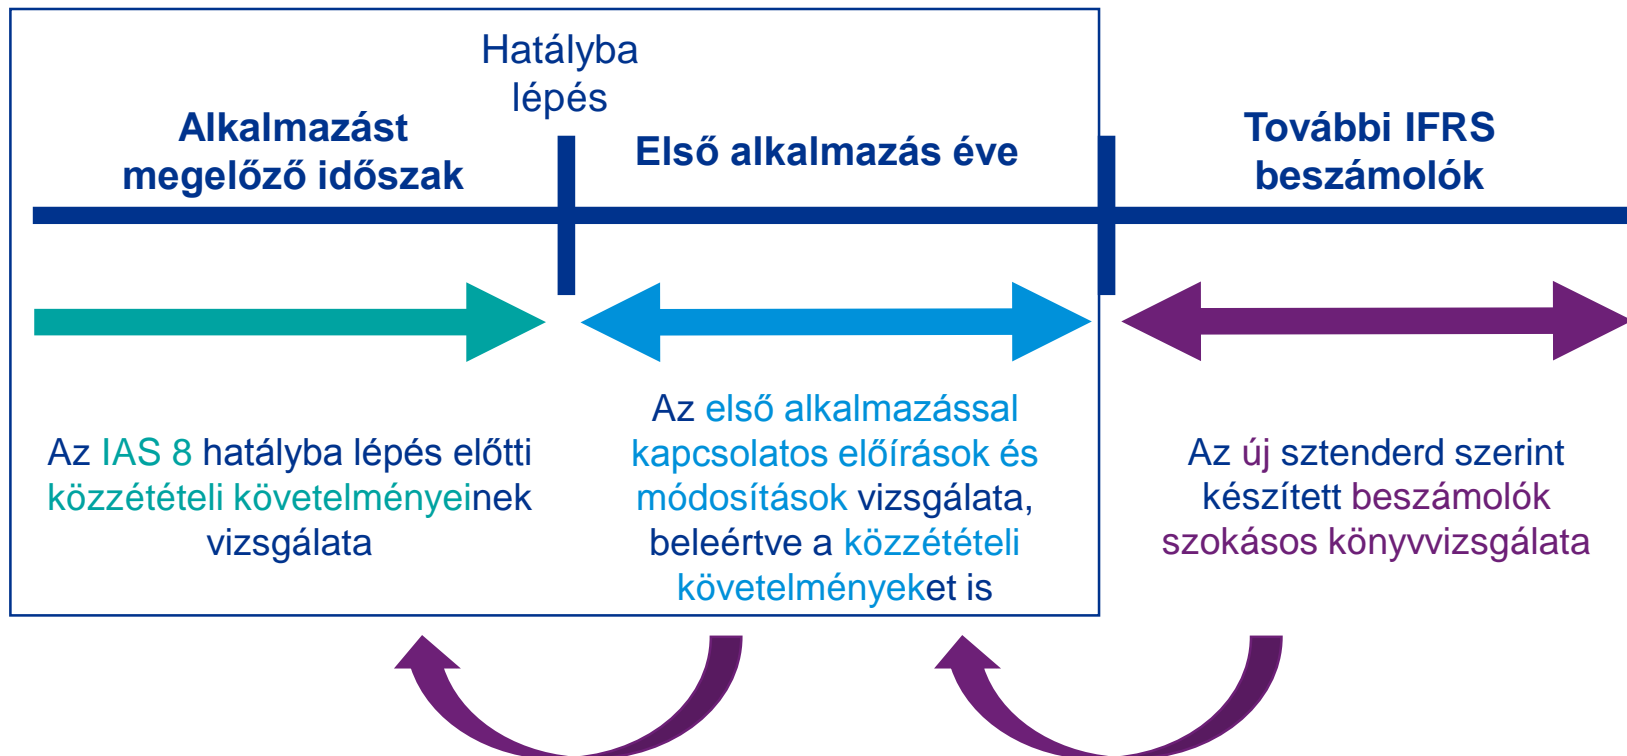 Hatályba
lépés
Alkalmazást
megelőző időszak
Első alkalmazás éve
További IFRS
beszámolók
Az IAS 8 hatályba lépés előtti
közzétételi követelményeinek
vizsgálata
Az első alkalmazással
kapcsolatos előírások és
módosítások vizsgálata,
beleértve a közzétételi
követelményeket is
Az új sztenderd szerint
készített beszámolók
szokásos könyvvizsgálata